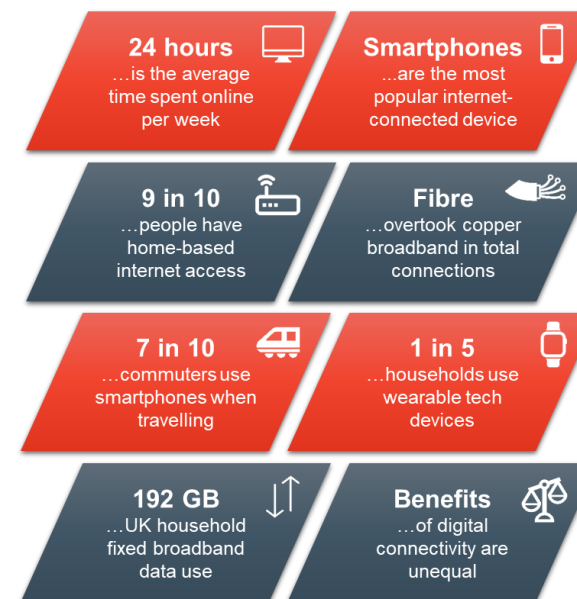 24 hours
…is the average
time spent online
per week
Smartphones
...are the most
popular internet-
connected device
9 in 10
…people have
home-based
internet access
Fibre
…overtook copper
broadband in total
connections
7 in 10
…commuters use
smartphones when
travelling
1 in 5
…households use
wearable tech
devices
192 GB
…UK household
fixed broadband
data use
Benefits
…of digital
connectivity are
unequal